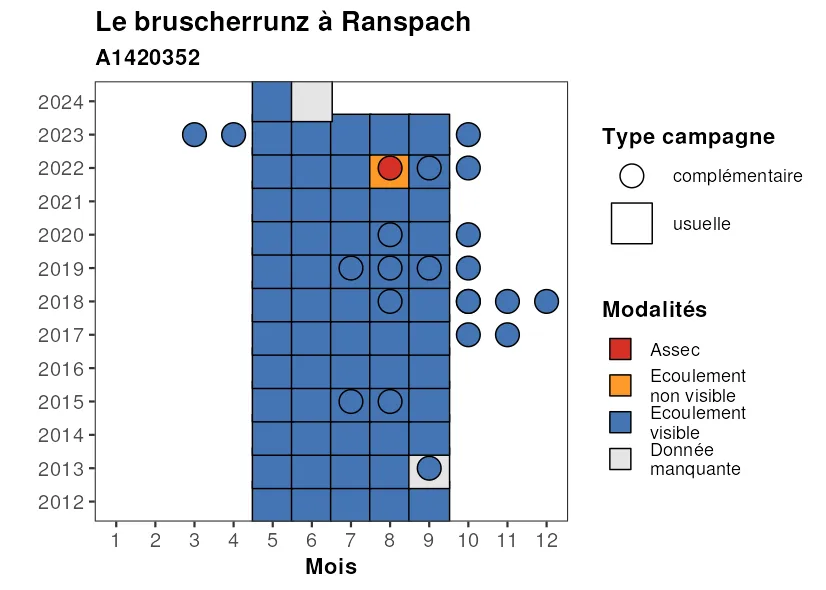 Le bruscherrunz à Ranspach
A1420352
2024
2023
2022
2021
2020
2019
2018
2017
2016
2015
2014
2013
2012
1 2 3 4 5 6 7 8 9 10 11 12
Mois
Type campagne
complémentaire
usuelle
Modalités
Assec
Ecoulement
non visible
Ecoulement
visible
Donnée
manquante